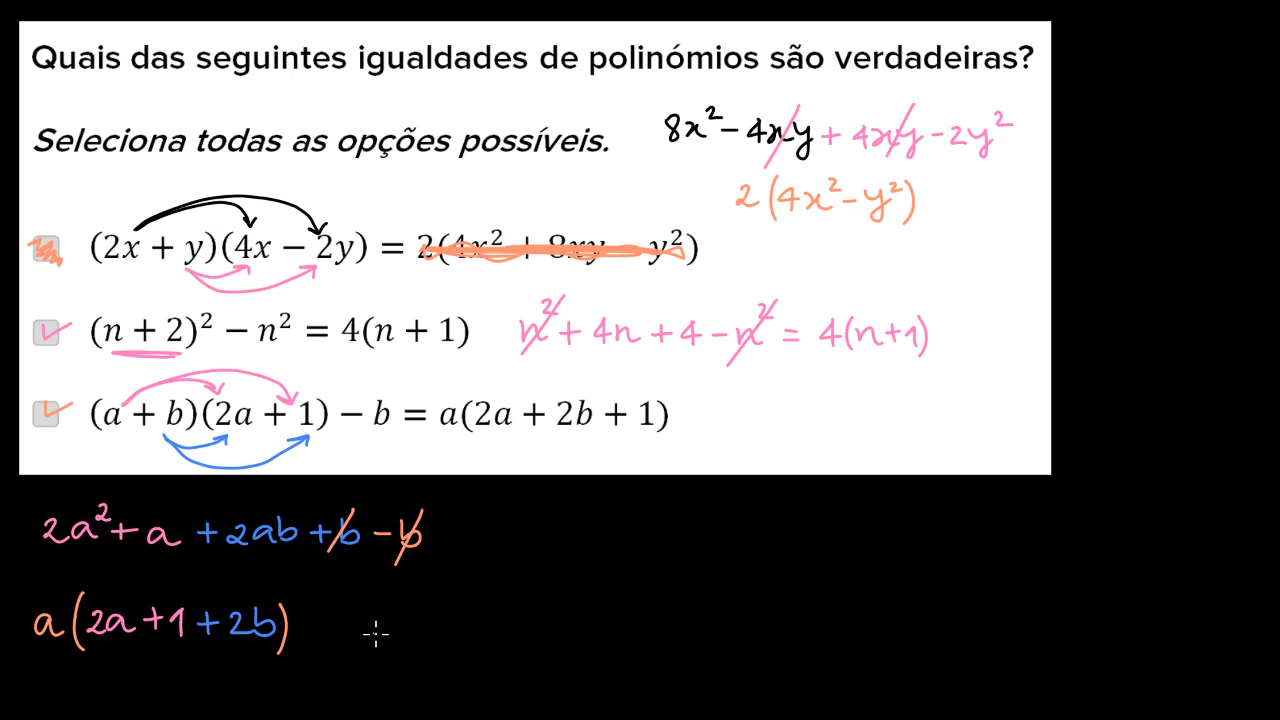 Quais das seguintes igualdades de polinómios são verdadeiras?
Seleciona todas as opções possíveis.
8x² - 4xy + 4xy - 2y²
2(4x² - y²)
(2x + y)(4x − 2y) = 2(4x² + 8xy − y²)
(n + 2)² − n² = 4(n + 1)
n² + 4n + 4 - n² = 4(n+1)
(a + b)(2a + 1) − b = a(2a + 2b + 1)
2a² + a + 2ab + b - b
a(2a + 1 + 2b)